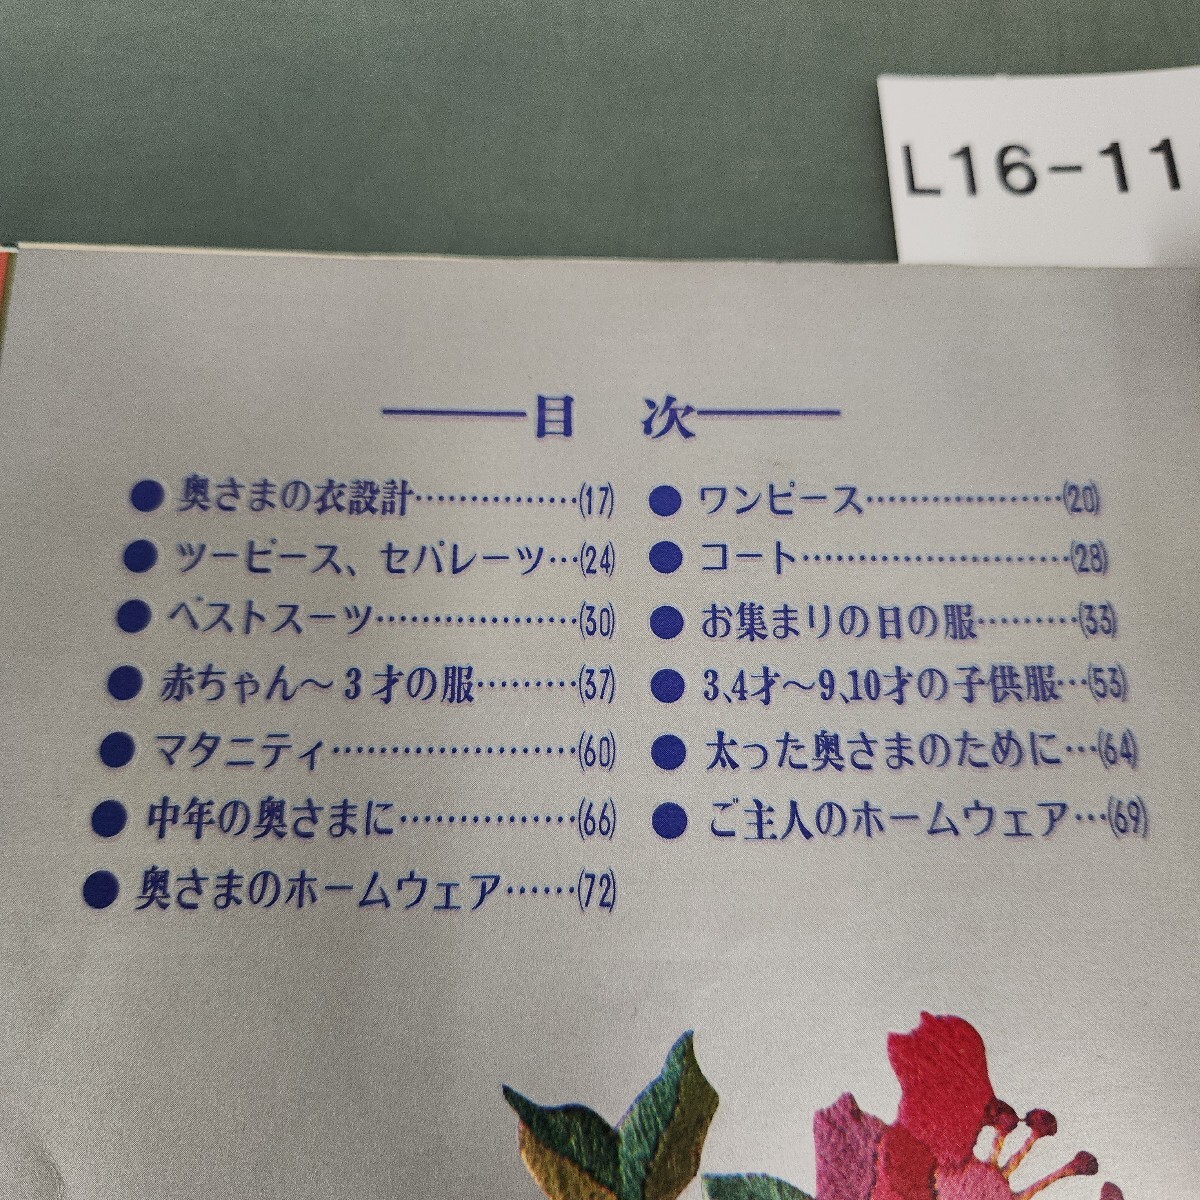 L16-11
目 次
● 奥さまの衣設計……………(17)
● ワンピース………………(20)
● ツーピース、セパレーツ…(24)
● コート……………………(28)
● ベストスーツ………………(30)
● お集まりの日の服………(33)
● 赤ちゃん〜3才の服………(37)
● 3、4才〜9、10才の子供服…(53)
● マタニティ…………………(60)
● 太った奥さまのために…(64)
● 中年の奥さまに……………(66)
● ご主人のホームウェア…(69)
● 奥さまのホームウェア……(72)